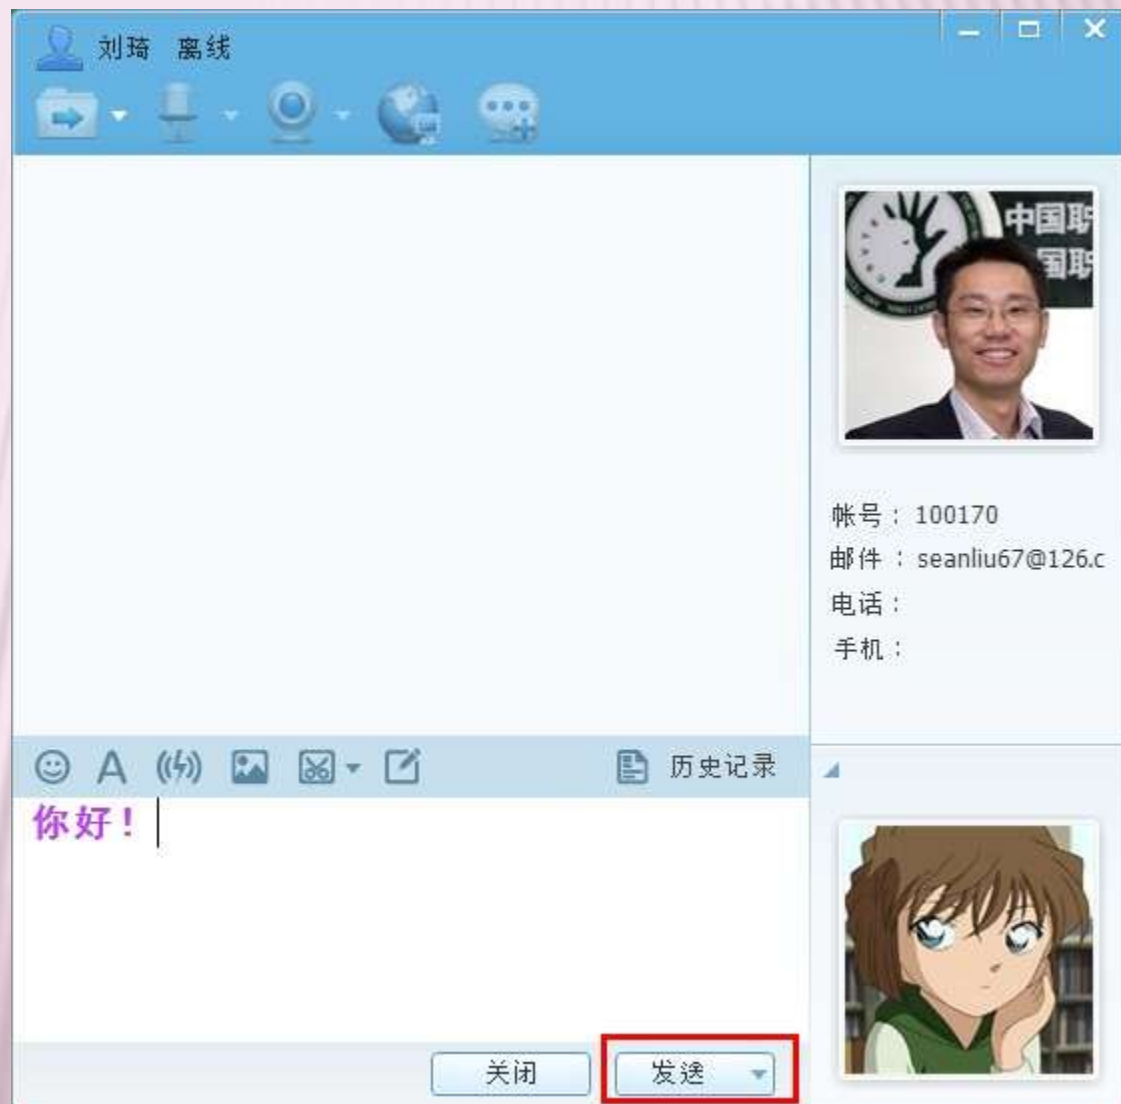 刘琦 离线
中国职
国职
帐号：100170
邮件：seanliu67@126.c
电话：
手机：
历史记录
你好！
关闭
发送